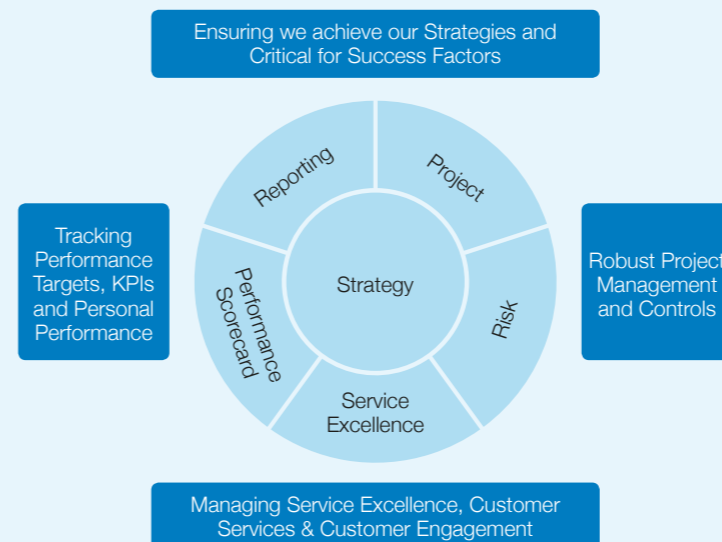 Ensuring we achieve our Strategies and
Critical for Success Factors
Reporting
Project
Tracking
Performance
Targets, KPIs
and Personal
Performance
Performance
Scorecard
Strategy
Risk
Robust Project
Management
and Controls
Service
Excellence
Managing Service Excellence, Customer
Services & Customer Engagement